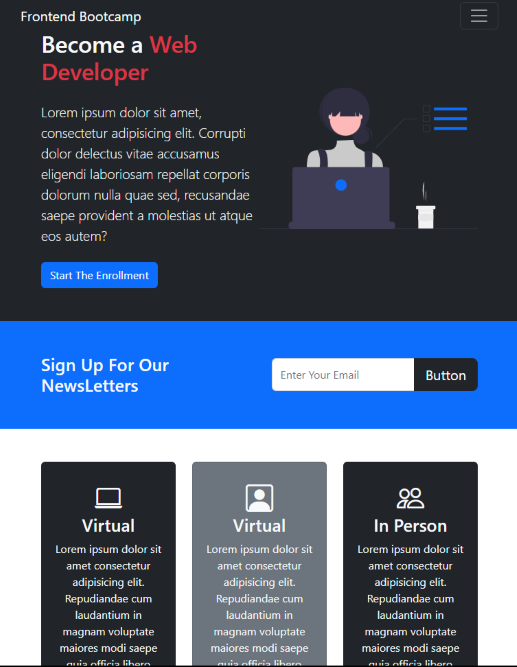 Frontend Bootcamp
Become a Web
Developer
Lorem ipsum dolor sit amet,
consectetur adipisicing elit. Corrupti
dolor delectus vitae accusamus
eligendi laboriosam repellat corporis
dolorum nulla quae sed, recusandae
saepe provident a molestias ut atque
eos autem?
Start The Enrollment
Sign Up For Our
NewsLetters
Enter Your Email
Button
Virtual
Lorem ipsum dolor sit
amet consectetur
adipisicing elit.
Repudiandae cum
laudantium in
magnam voluptate
maiores modi saepe
quia officia libero
Virtual
Lorem ipsum dolor sit
amet consectetur
adipisicing elit.
Repudiandae cum
laudantium in
magnam voluptate
maiores modi saepe
quia officia libero
In Person
Lorem ipsum dolor sit
amet consectetur
adipisicing elit.
Repudiandae cum
laudantium in
magnam voluptate
maiores modi saepe
quia officia libero